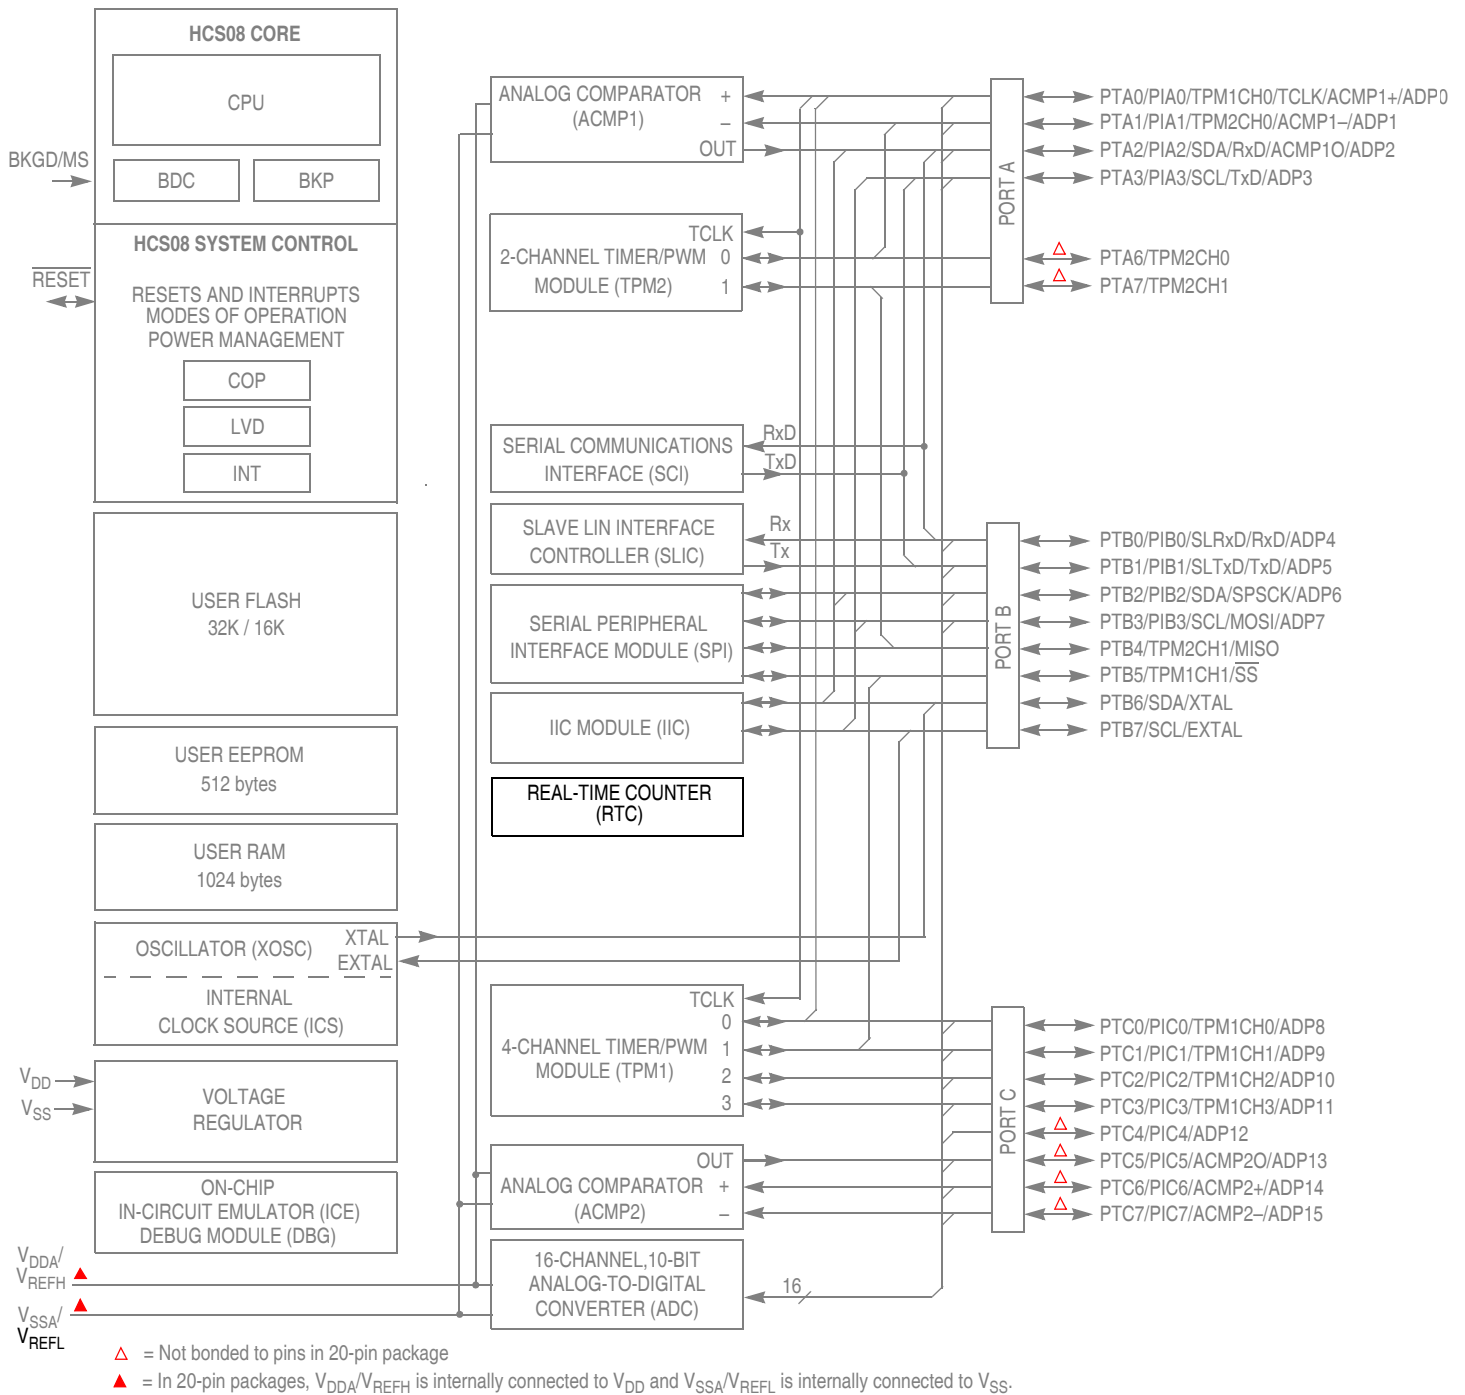 HCS08 CORE
CPU
BKGD/MS
BDC
BKP
HCS08 SYSTEM CONTROL
RESET
RESETS AND INTERRUPTS
MODES OF OPERATION
POWER MANAGEMENT
COP
LVD
INT
USER FLASH
32K / 16K
USER EEPROM
512 bytes
USER RAM
1024 bytes
OSCILLATOR (XOSC)
XTAL
EXTAL
INTERNAL
CLOCK SOURCE (ICS)
VDD
VSS
VOLTAGE
REGULATOR
ON-CHIP
IN-CIRCUIT EMULATOR (ICE)
DEBUG MODULE (DBG)
VDDA/
VREFH
VSSA/
VREFL
ANALOG COMPARATOR
(ACMP1)
+
–
OUT
TCLK
2-CHANNEL TIMER/PWM
MODULE (TPM2)
0
1
SERIAL COMMUNICATIONS
INTERFACE (SCI)
RxD
TxD
SLAVE LIN INTERFACE
CONTROLLER (SLIC)
Rx
Tx
SERIAL PERIPHERAL
INTERFACE MODULE (SPI)
IIC MODULE (IIC)
REAL-TIME COUNTER
(RTC)
TCLK
0
4-CHANNEL TIMER/PWM
MODULE (TPM1)
1
2
3
OUT
ANALOG COMPARATOR
(ACMP2)
+
–
16-CHANNEL,10-BIT
ANALOG-TO-DIGITAL
CONVERTER (ADC)
16
PORT A
PTA0/PIA0/TPM1CH0/TCLK/ACMP1+/ADP0
PTA1/PIA1/TPM2CH0/ACMP1–/ADP1
PTA2/PIA2/SDA/RxD/ACMP1O/ADP2
PTA3/PIA3/SCL/TxD/ADP3
PTA6/TPM2CH0
PTA7/TPM2CH1
PORT B
PTB0/PIB0/SLRxD/RxD/ADP4
PTB1/PIB1/SLTxD/TxD/ADP5
PTB2/PIB2/SDA/SPSCK/ADP6
PTB3/PIB3/SCL/MOSI/ADP7
PTB4/TPM2CH1/MISO
PTB5/TPM1CH1/SS
PTB6/SDA/XTAL
PTB7/SCL/EXTAL
PORT C
PTC0/PIC0/TPM1CH0/ADP8
PTC1/PIC1/TPM1CH1/ADP9
PTC2/PIC2/TPM1CH2/ADP10
PTC3/PIC3/TPM1CH3/ADP11
PTC4/PIC4/ADP12
PTC5/PIC5/ACMP2O/ADP13
PTC6/PIC6/ACMP2+/ADP14
PTC7/PIC7/ACMP2–/ADP15
△ = Not bonded to pins in 20-pin package
▲ = In 20-pin packages, VDDA/VREFH is internally connected to VDD and VSSA/VREFL is internally connected to VSS.